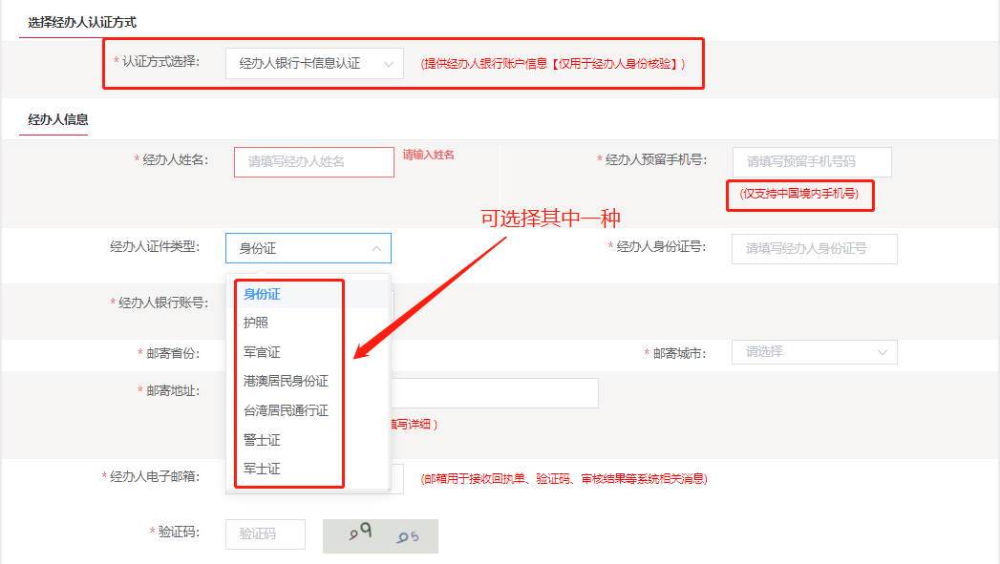 选择经办人认证方式
* 认证方式选择: 经办人银行卡信息认证 (提供经办人银行账户信息【仅用于经办人身份核验】)
经办人信息
* 经办人姓名: 请填写经办人姓名 请输入姓名 * 经办人预留手机号: 请填写预留手机号码
(仅支持中国境内手机号)
可选择其中一种
经办人证件类型: 身份证 * 经办人身份证号: 请填写经办人身份证号
身份证
* 经办人银行账号:
护照
军官证
* 邮寄省份: * 邮寄城市: 请选择
港澳居民身份证
* 邮寄地址:
台湾居民通行证
填写详细 )
警士证
军士证
* 经办人电子邮箱: (邮箱用于接收回执单、验证码、审核结果等系统相关消息)
* 验证码: 验证码